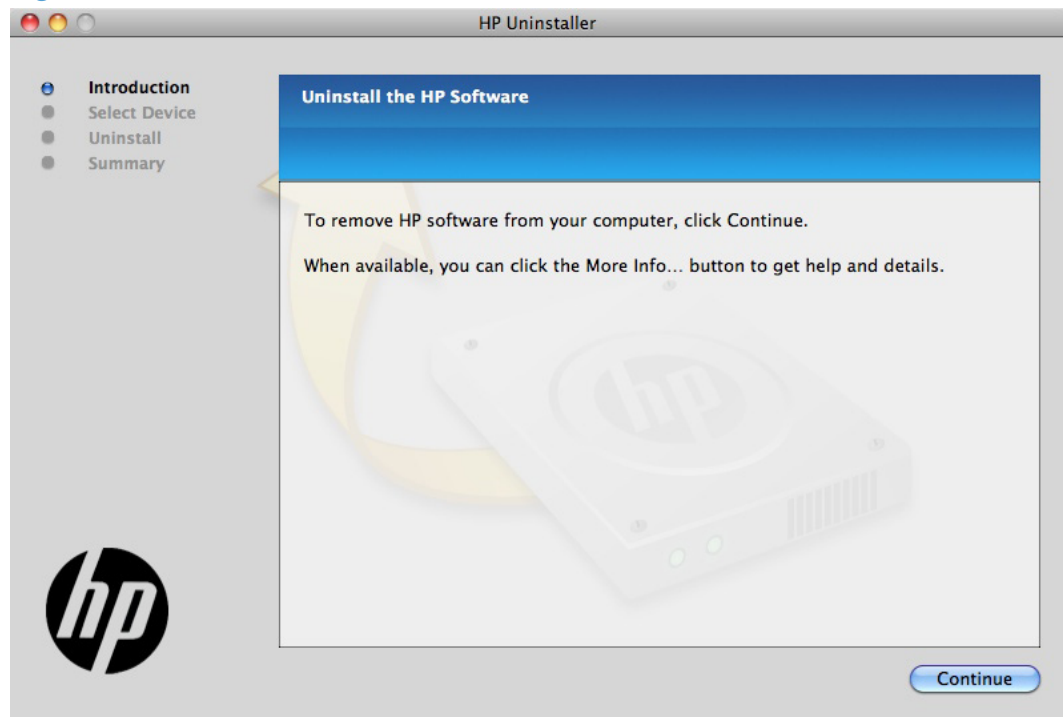 HP Uninstaller
Introduction
Select Device
Uninstall
Summary
Uninstall the HP Software
To remove HP software from your computer, click Continue.
When available, you can click the More Info... button to get help and details.
hp
hp
Continue